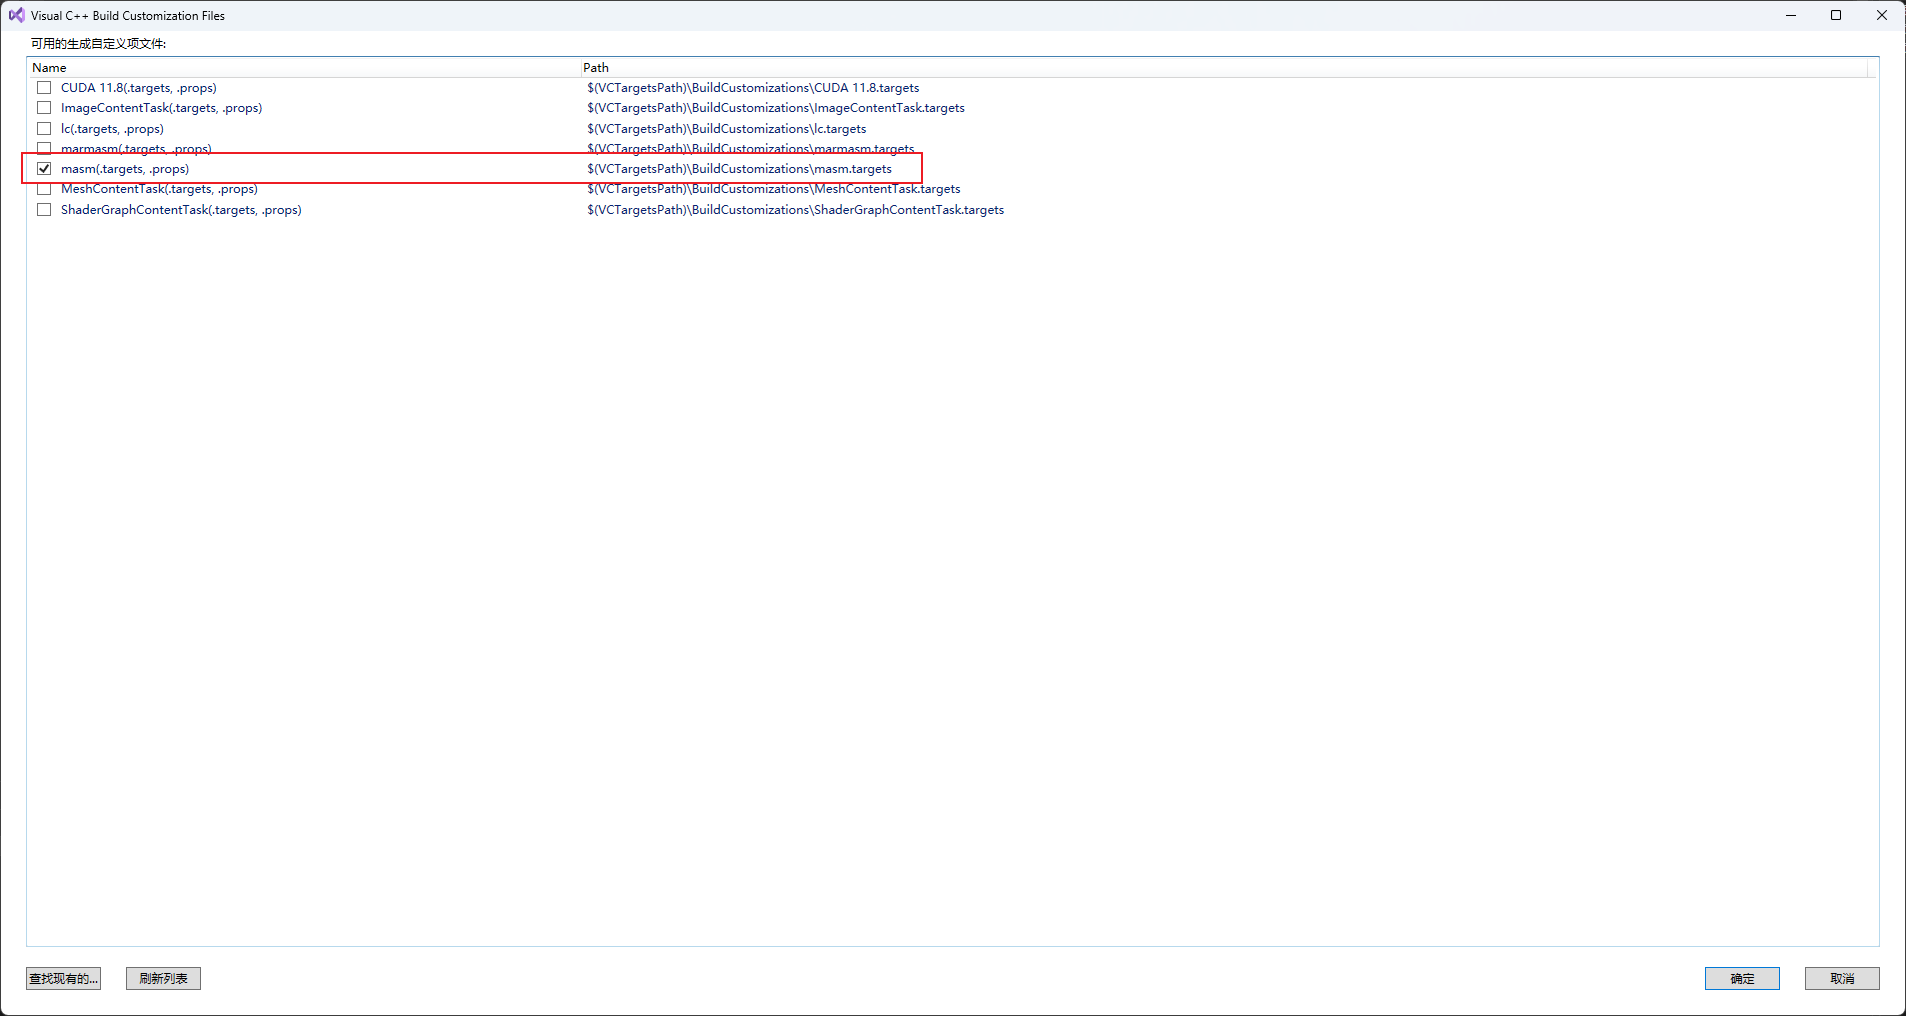 Visual C++ Build Customization Files
可用的生成自定义项文件:
Name Path
CUDA 11.8(.targets, .props) $(VCTargetsPath)\BuildCustomizations\CUDA 11.8.targets
ImageContentTask(.targets, .props) $(VCTargetsPath)\BuildCustomizations\ImageContentTask.targets
lc(.targets, .props) $(VCTargetsPath)\BuildCustomizations\lc.targets
marmasm(.targets, .props) $(VCTargetsPath)\BuildCustomizations\marmasm.targets
masm(.targets, .props) $(VCTargetsPath)\BuildCustomizations\masm.targets
MeshContentTask(.targets, .props) $(VCTargetsPath)\BuildCustomizations\MeshContentTask.targets
ShaderGraphContentTask(.targets, .props) $(VCTargetsPath)\BuildCustomizations\ShaderGraphContentTask.targets
查找现有的... 刷新列表 确定 取消